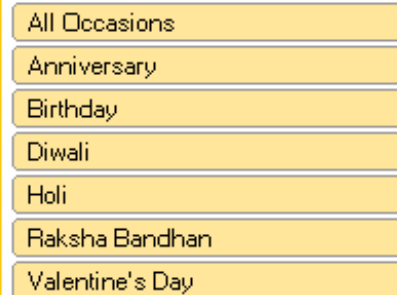 All Occasions
Anniversary
Birthday
Diwali
Holi
Raksha Bandhan
Valentine's Day